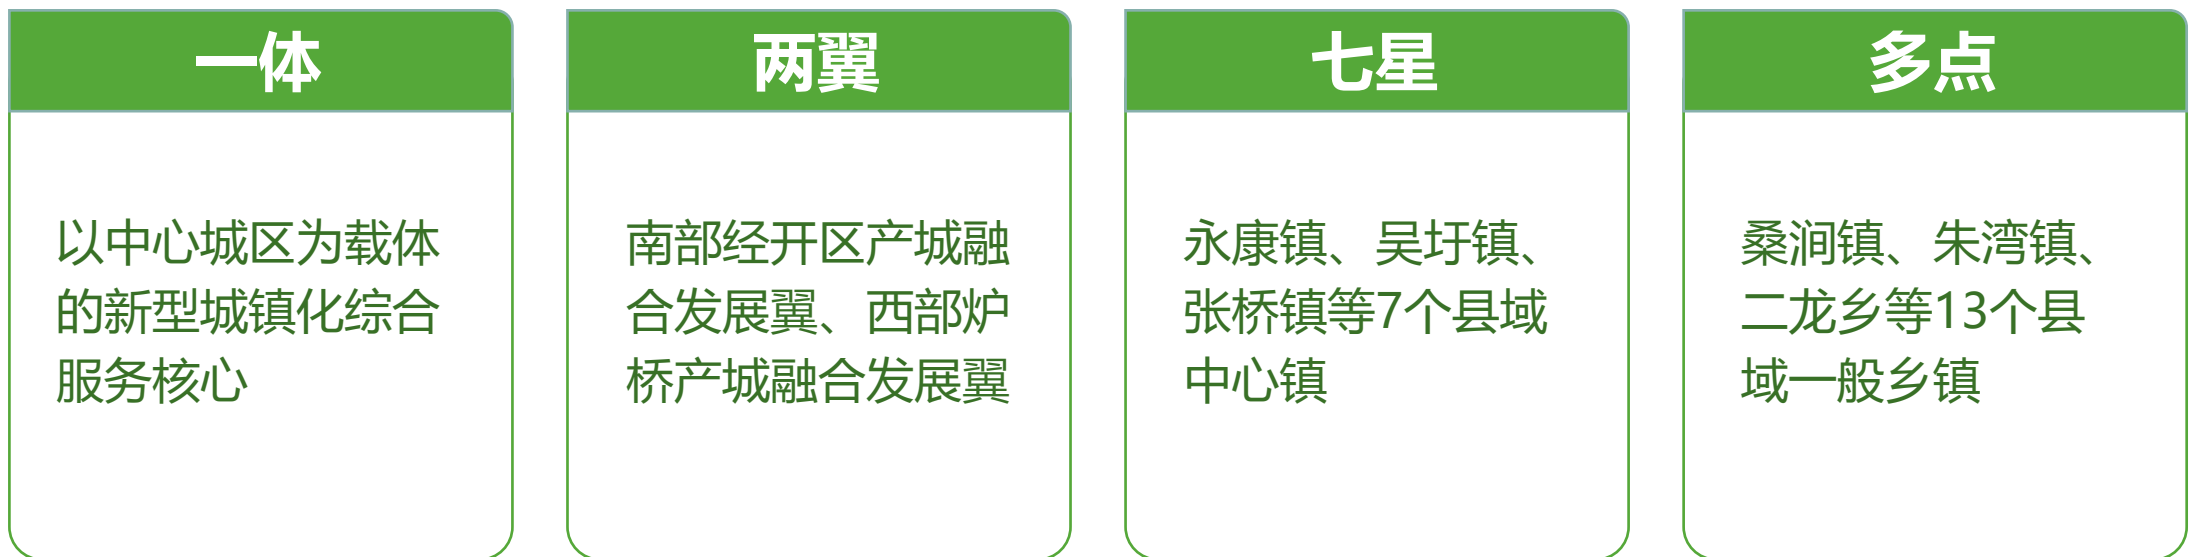 一体
以中心城区为载体
的新型城镇化综合
服务核心
两翼
南部经开区产城融
合发展翼、西部炉
桥产城融合发展翼
七星
永康镇、吴圩镇、
张桥镇等7个县域
中心镇
多点
桑涧镇、朱湾镇、
二龙乡等13个县
域一般乡镇